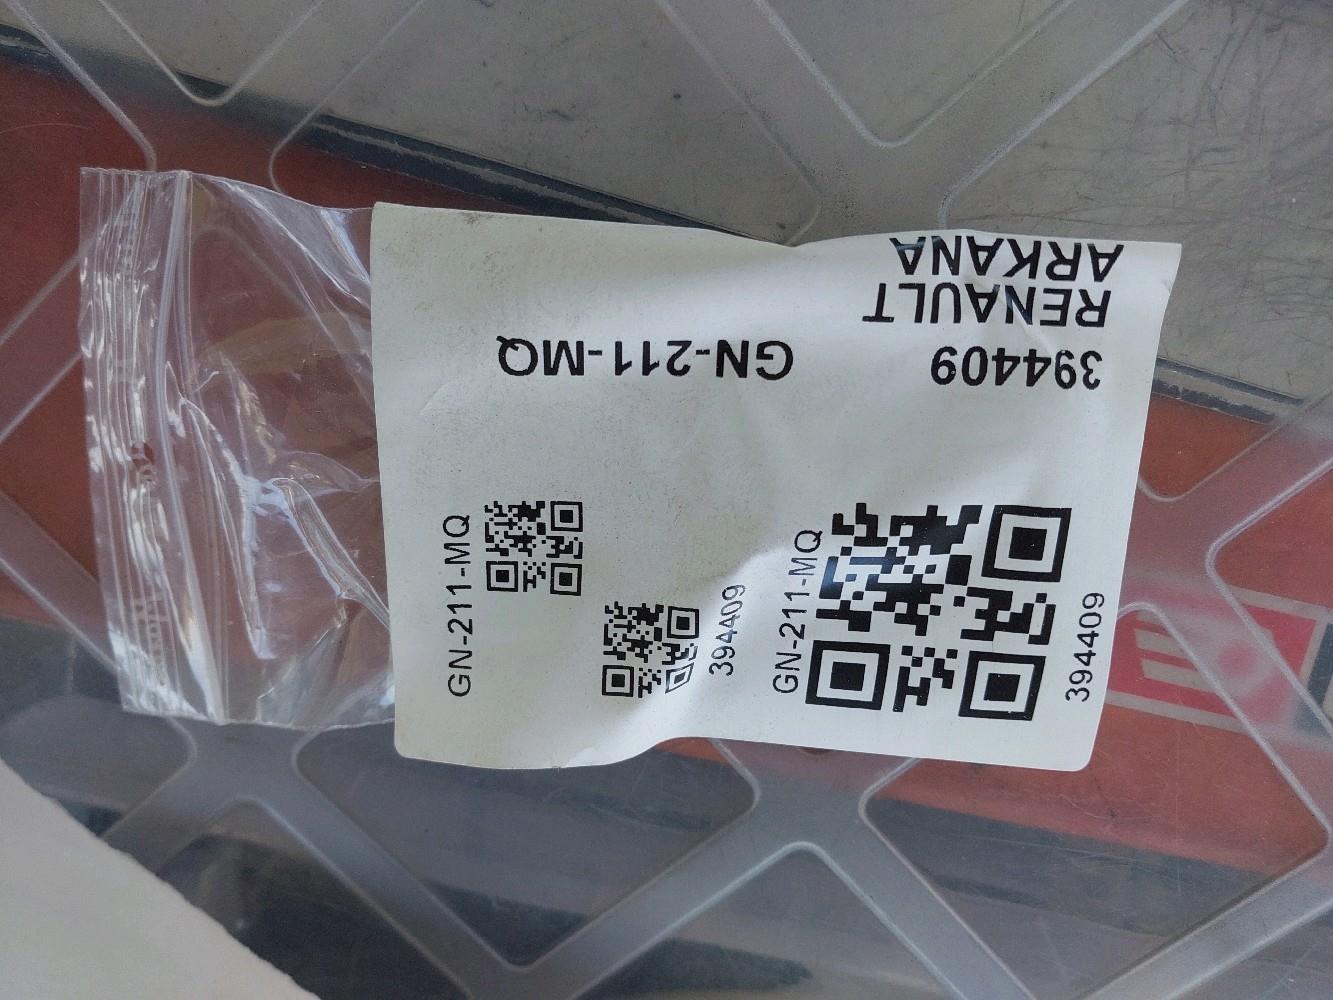 394409 GN-211-MQ
RENAULT
ARKANA
GN-211-MQ
394409
GN-211-MQ
394409